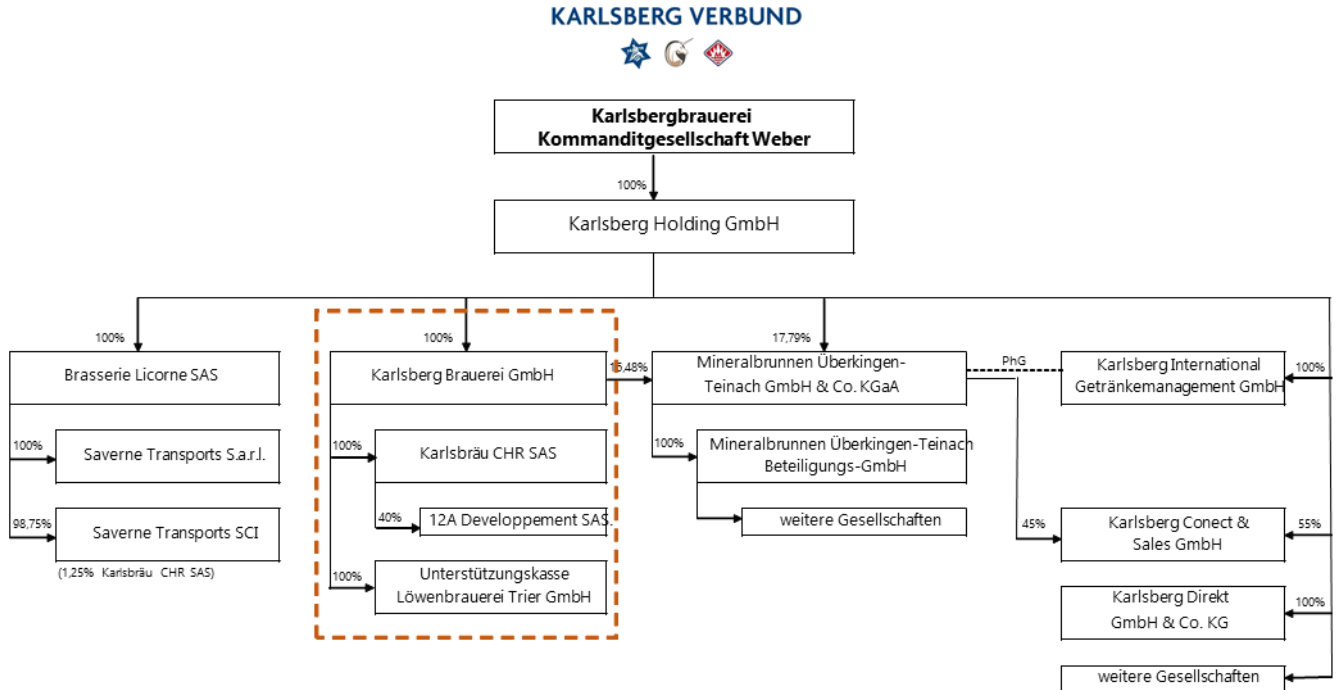 KARLSBERG VERBUND
Karlsbergbrauerei
Kommanditgesellschaft Weber
100%
Karlsberg Holding GmbH
100%
100%
17,79%
Brasserie Licorne SAS
Karlsberg Brauerei GmbH
15,48%
Mineralbrunnen Überkingen-
Teinach GmbH & Co. KGaA
PhG
Karlsberg International
Getränkemanagement GmbH
100%
100%
Saverne Transports S.a.r.l.
100%
Karlsbräu CHR SAS
100%
Mineralbrunnen Überkingen-Teinach
Beteiligungs-GmbH
98,75%
Saverne Transports SCI
(1,25% Karlsbräu CHR SAS)
40%
12A Developpement SAS.
weitere Gesellschaften
45%
Karlsberg Conect &
Sales GmbH
55%
100%
Unterstützungskasse
Löwenbrauerei Trier GmbH
Karlsberg Direkt
GmbH & Co. KG
100%
weitere Gesellschaften